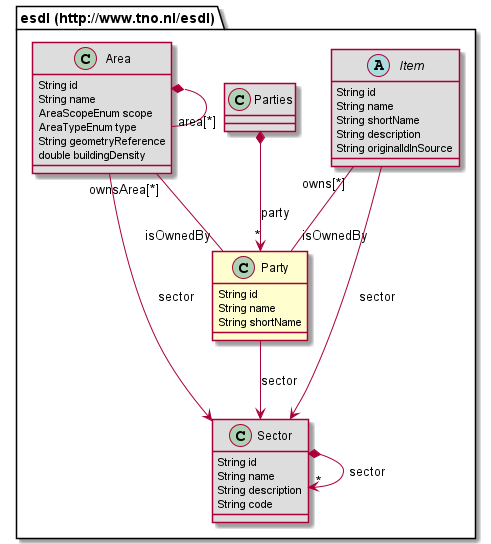 esdl (http://www.tno.nl/esdl)
C Area
String id
String name
AreaScopeEnum scope
AreaTypeEnum type
String geometryReference
double buildingDensity
area[*]
C Parties
A Item
String id
String name
String shortName
String description
String originalIdInSource
ownsArea[*]
owns[*]
party
*
isOwnedBy
isOwnedBy
C Party
String id
String name
String shortName
sector
sector
sector
C Sector
String id
String name
String description
String code
sector
*